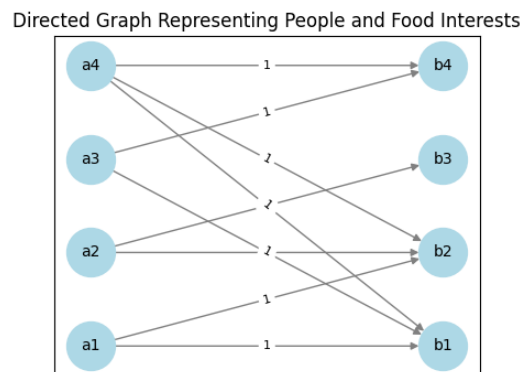 Directed Graph Representing People and Food Interests
a4 1 b4
1
a3 1 b3
1
a2 1 b2
1
a1 1 b1